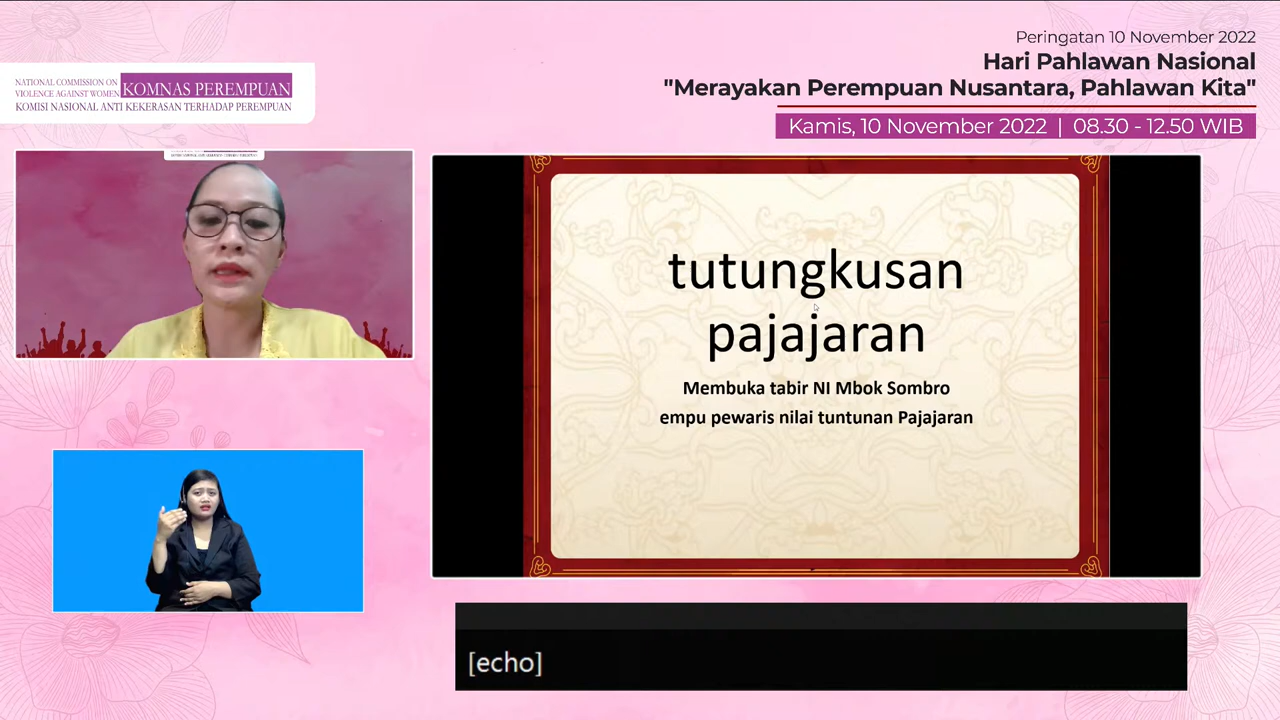 Peringatan 10 November 2022
Hari Pahlawan Nasional
"Merayakan Perempuan Nusantara, Pahlawan Kita"
Kamis, 10 November 2022 | 08.30 - 12.50 WIB
NATIONAL COMMISSION ON
VIOLENCE AGAINST WOMEN KOMNAS PEREMPUAN
KOMISI NASIONAL ANTI KEKERASAN TERHADAP PEREMPUAN
tutungkusan
pajajaran
Membuka tabir NI Mbok Sombro
empu pewaris nilai tuntunan Pajajaran
[echo]